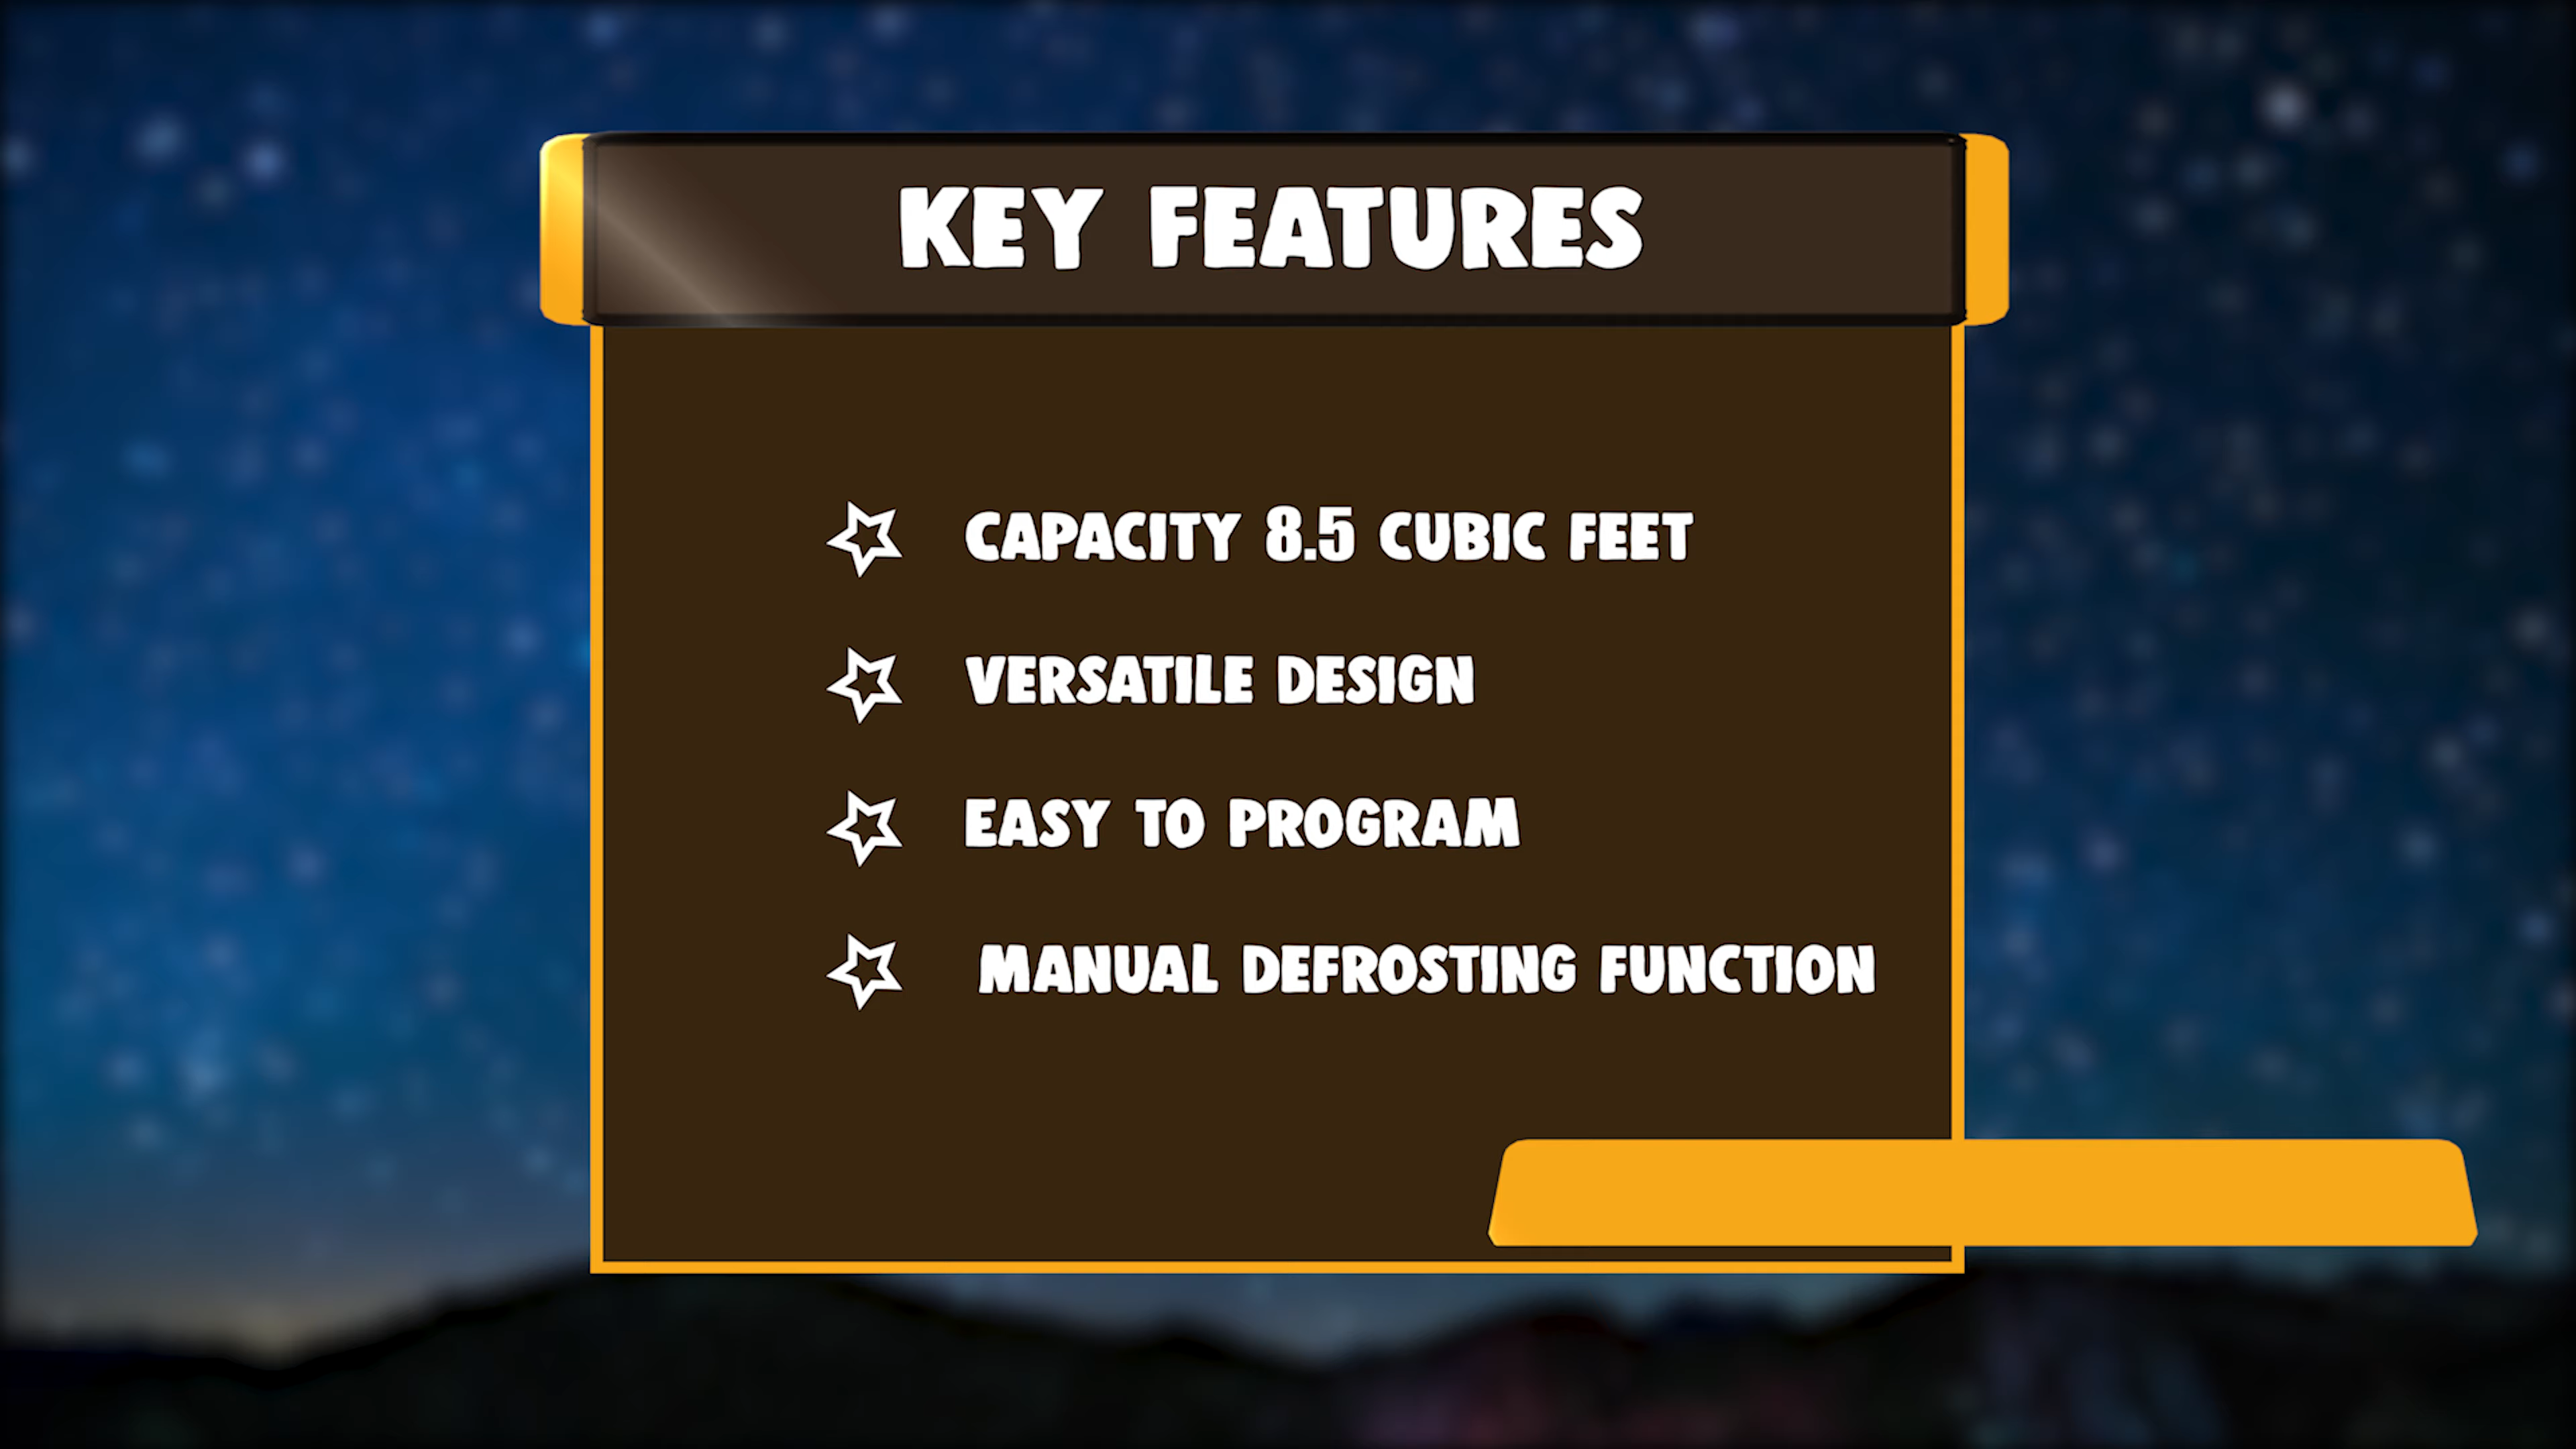 KEY FEATURES
CAPACITY 8.5 CUBIC FEET
VERSATILE DESIGN
EASY TO PROGRAM
MANUAL DEFROSTING FUNCTION